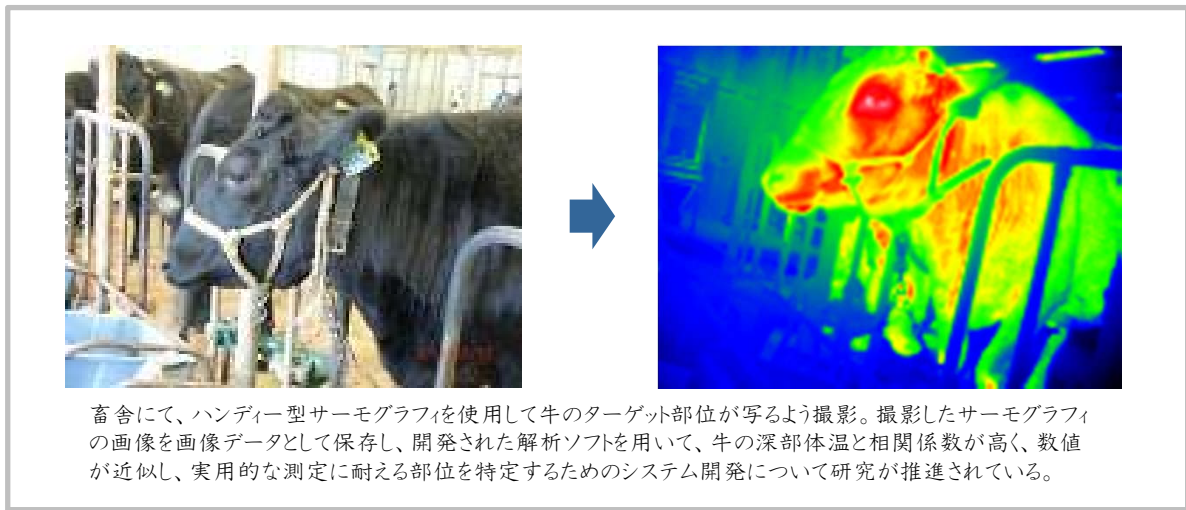 畜舎にて、ハンディー型サーモグラフィを使用して牛のターゲット部位が写るよう撮影。撮影したサーモグラフィ
の画像を画像データとして保存し、開発された解析ソフトを用いて、牛の深部体温と相関係数が高く、数値
が近似し、実用的な測定に耐える部位を特定するためのシステム開発について研究が推進されている。